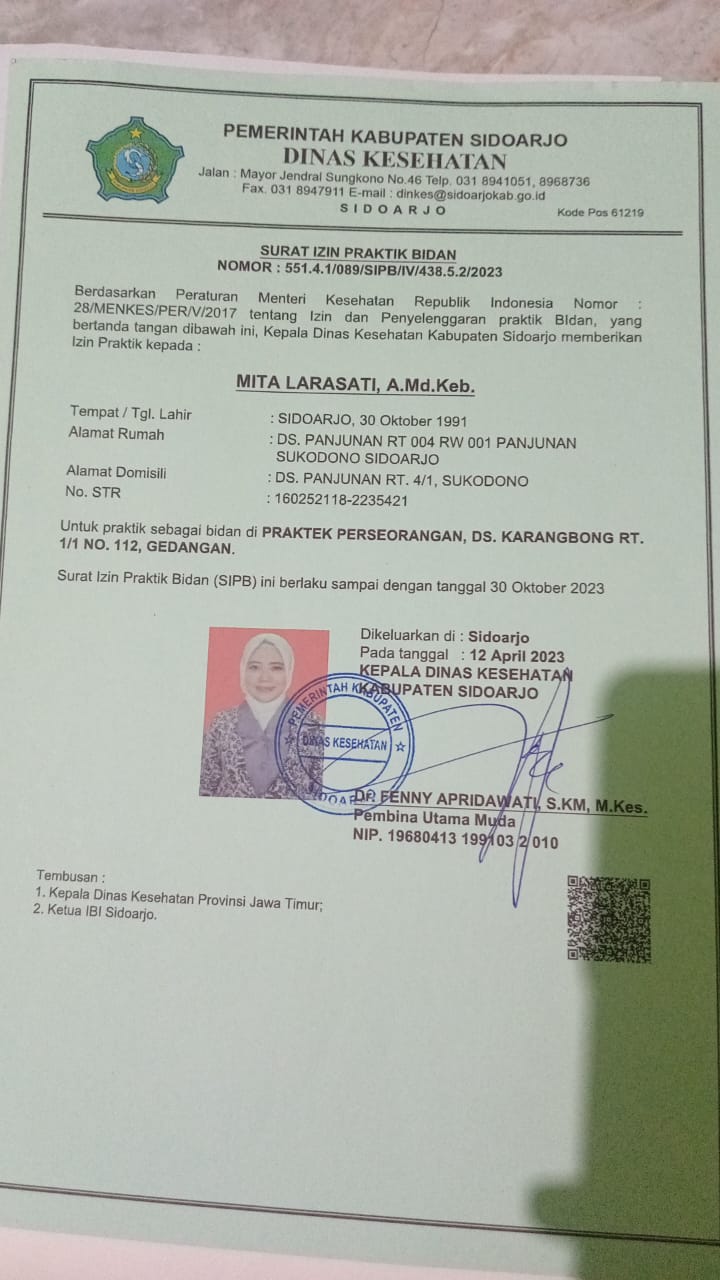 PEMERINTAH KABUPATEN SIDOARJO
DINAS KESEHATAN
Jalan : Mayor Jendral Sungkono No.46 Telp. 031 8941051, 8968736
Fax. 031 8947911 E-mail : dinkes@sidoarjokab.go.id
S I D O A R J O
Kode Pos 61219
SURAT IZIN PRAKTIK BIDAN
NOMOR : 551.4.1/089/SIPB/IV/438.5.2/2023
Berdasarkan Peraturan Menteri Kesehatan Republik Indonesia Nomor :
28/MENKES/PER/V/2017 tentang Izin dan Penyelenggaran praktik BIdan, yang
bertanda tangan dibawah ini, Kepala Dinas Kesehatan Kabupaten Sidoarjo memberikan
Izin Praktik kepada :
MITA LARASATI, A.Md.Keb.
Tempat / Tgl. Lahir : SIDOARJO, 30 Oktober 1991
Alamat Rumah : DS. PANJUNAN RT 004 RW 001 PANJUNAN
SUKODONO SIDOARJO
Alamat Domisili : DS. PANJUNAN RT. 4/1, SUKODONO
No. STR : 160252118-2235421
Untuk praktik sebagai bidan di PRAKTEK PERSEORANGAN, DS. KARANGBONG RT.
1/1 NO. 112, GEDANGAN.
Surat Izin Praktik Bidan (SIPB) ini berlaku sampai dengan tanggal 30 Oktober 2023
Dikeluarkan di : Sidoarjo
Pada tanggal : 12 April 2023
KEPALA DINAS KESEHATAN
KABUPATEN SIDOARJO
PEMERINTAH KABUPATEN
DINAS KESEHATAN
SIDOARJO
Dr. FENNY APRIDAWATI, S.KM, M.Kes.
Pembina Utama Muda
NIP. 19680413 199103 2 010
Tembusan :
1. Kepala Dinas Kesehatan Provinsi Jawa Timur;
2. Ketua IBI Sidoarjo.